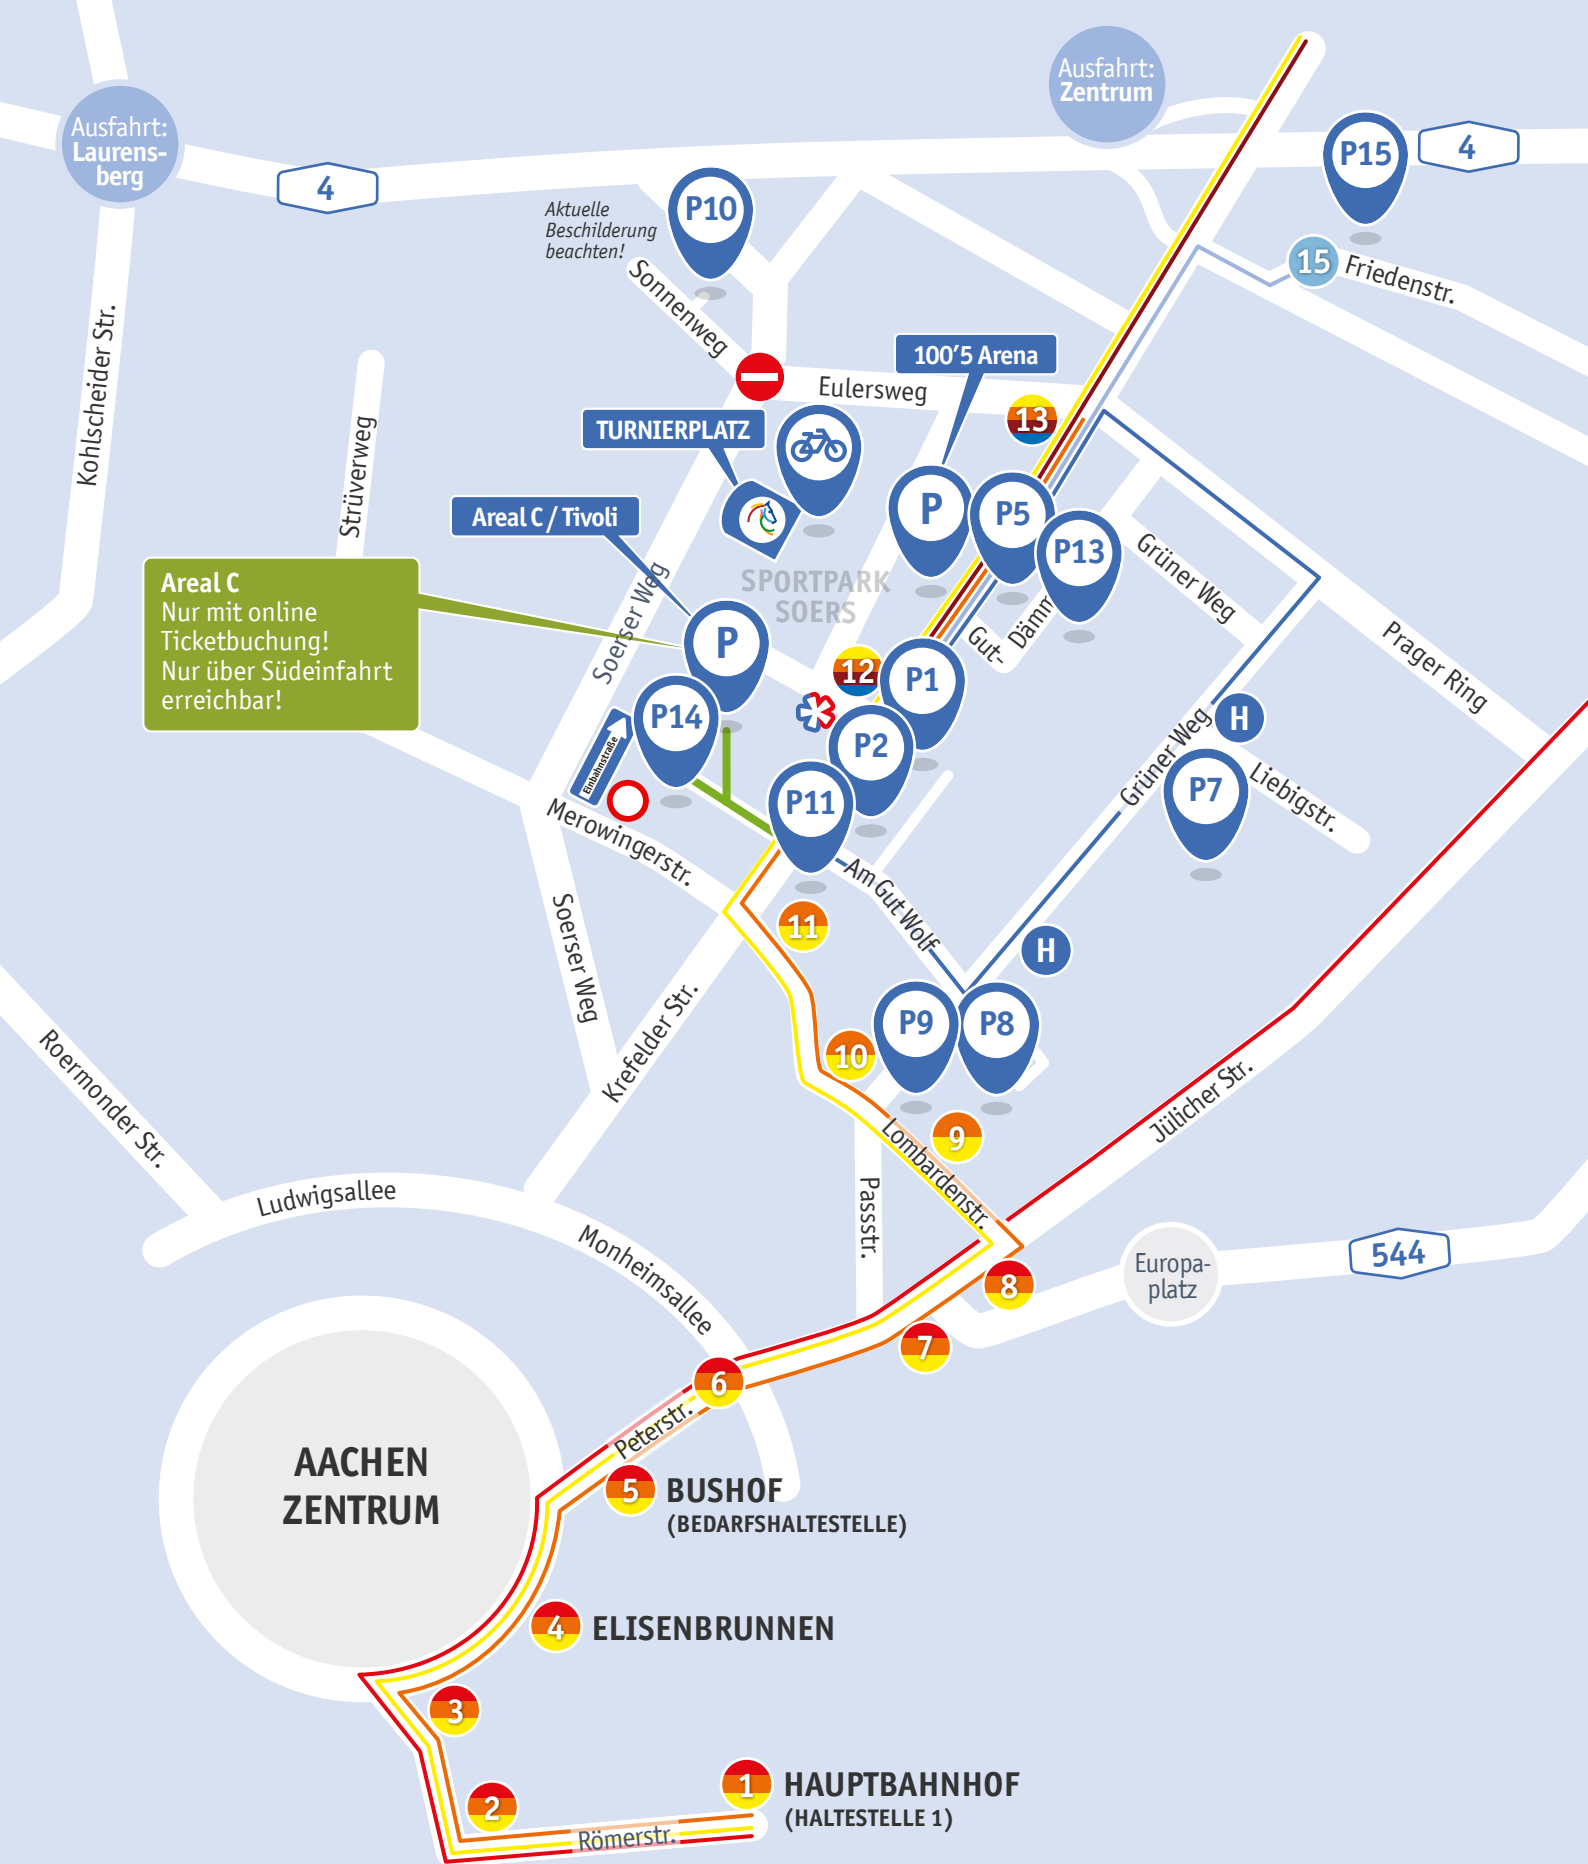 Ausfahrt:
Zentrum
Ausfahrt:
Laurens-
berg
4
4
P15
P10
Aktuelle
Beschilderung
beachten!
Sonnenweg
15
Friedenstr.
Kohlscheider Str.
100'5 Arena
Eulersweg
13
TURNIERPLATZ
Strüverweg
Areal C / Tivoli
P
P5
P13
Grüner Weg
SPORTPARK
SOERS
Areal C
Nur mit online
Ticketbuchung!
Nur über Südeinfahrt
erreichbar!
Soerser Weg
P
Gut-
Dämm
Prager Ring
12
P1
P14
P2
H
Grüner Weg
Einbahnstraße
P11
P7
Liebigstr.
Merowingerstr.
Am Gut Wolf
11
H
Soerser Weg
Krefelder Str.
P9
P8
10
Roermonder Str.
Jülicher Str.
9
Lombardenstr.
Passstr.
Ludwigsallee
Monheimsallee
544
Europa-
platz
8
7
6
Peterstr.
AACHEN
ZENTRUM
5
BUSHOF
(BEDARFSHALTESTELLE)
4
ELISENBRUNNEN
3
1
HAUPTBAHNHOF
(HALTESTELLE 1)
2
Römerstr.